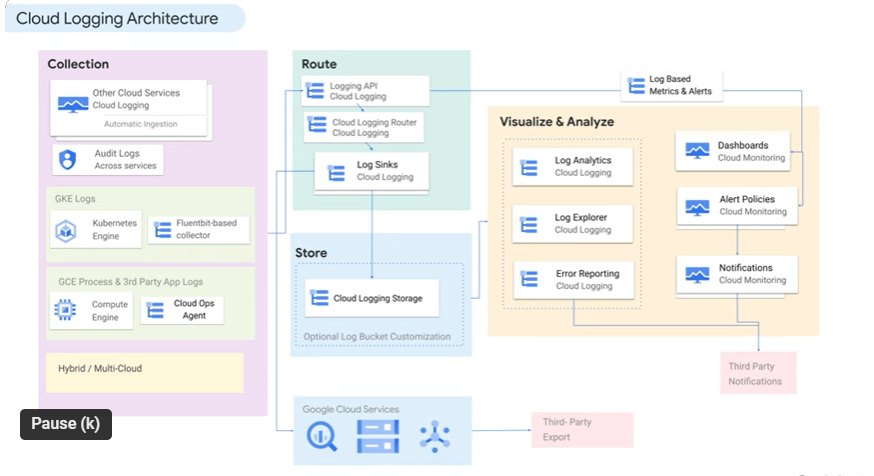 Cloud Logging Architecture
Collection
Other Cloud Services
Cloud Logging
Automatic Ingestion
Audit Logs
Across services
GKE Logs
Kubernetes
Engine
Fluentbit-based
collector
GCE Process & 3rd Party App Logs
Compute
Engine
Cloud Ops
Agent
Hybrid / Multi-Cloud
Pause (k)
Route
Logging API
Cloud Logging
Cloud Logging Router
Cloud Logging
Log Sinks
Cloud Logging
Store
Cloud Logging Storage
Optional Log Bucket Customization
Google Cloud Services
Third- Party
Export
Log Based
Metrics & Alerts
Visualize & Analyze
Log Analytics
Cloud Logging
Log Explorer
Cloud Logging
Error Reporting
Cloud Logging
Dashboards
Cloud Monitoring
Alert Policies
Cloud Monitoring
Notifications
Cloud Monitoring
Third Party
Notifications